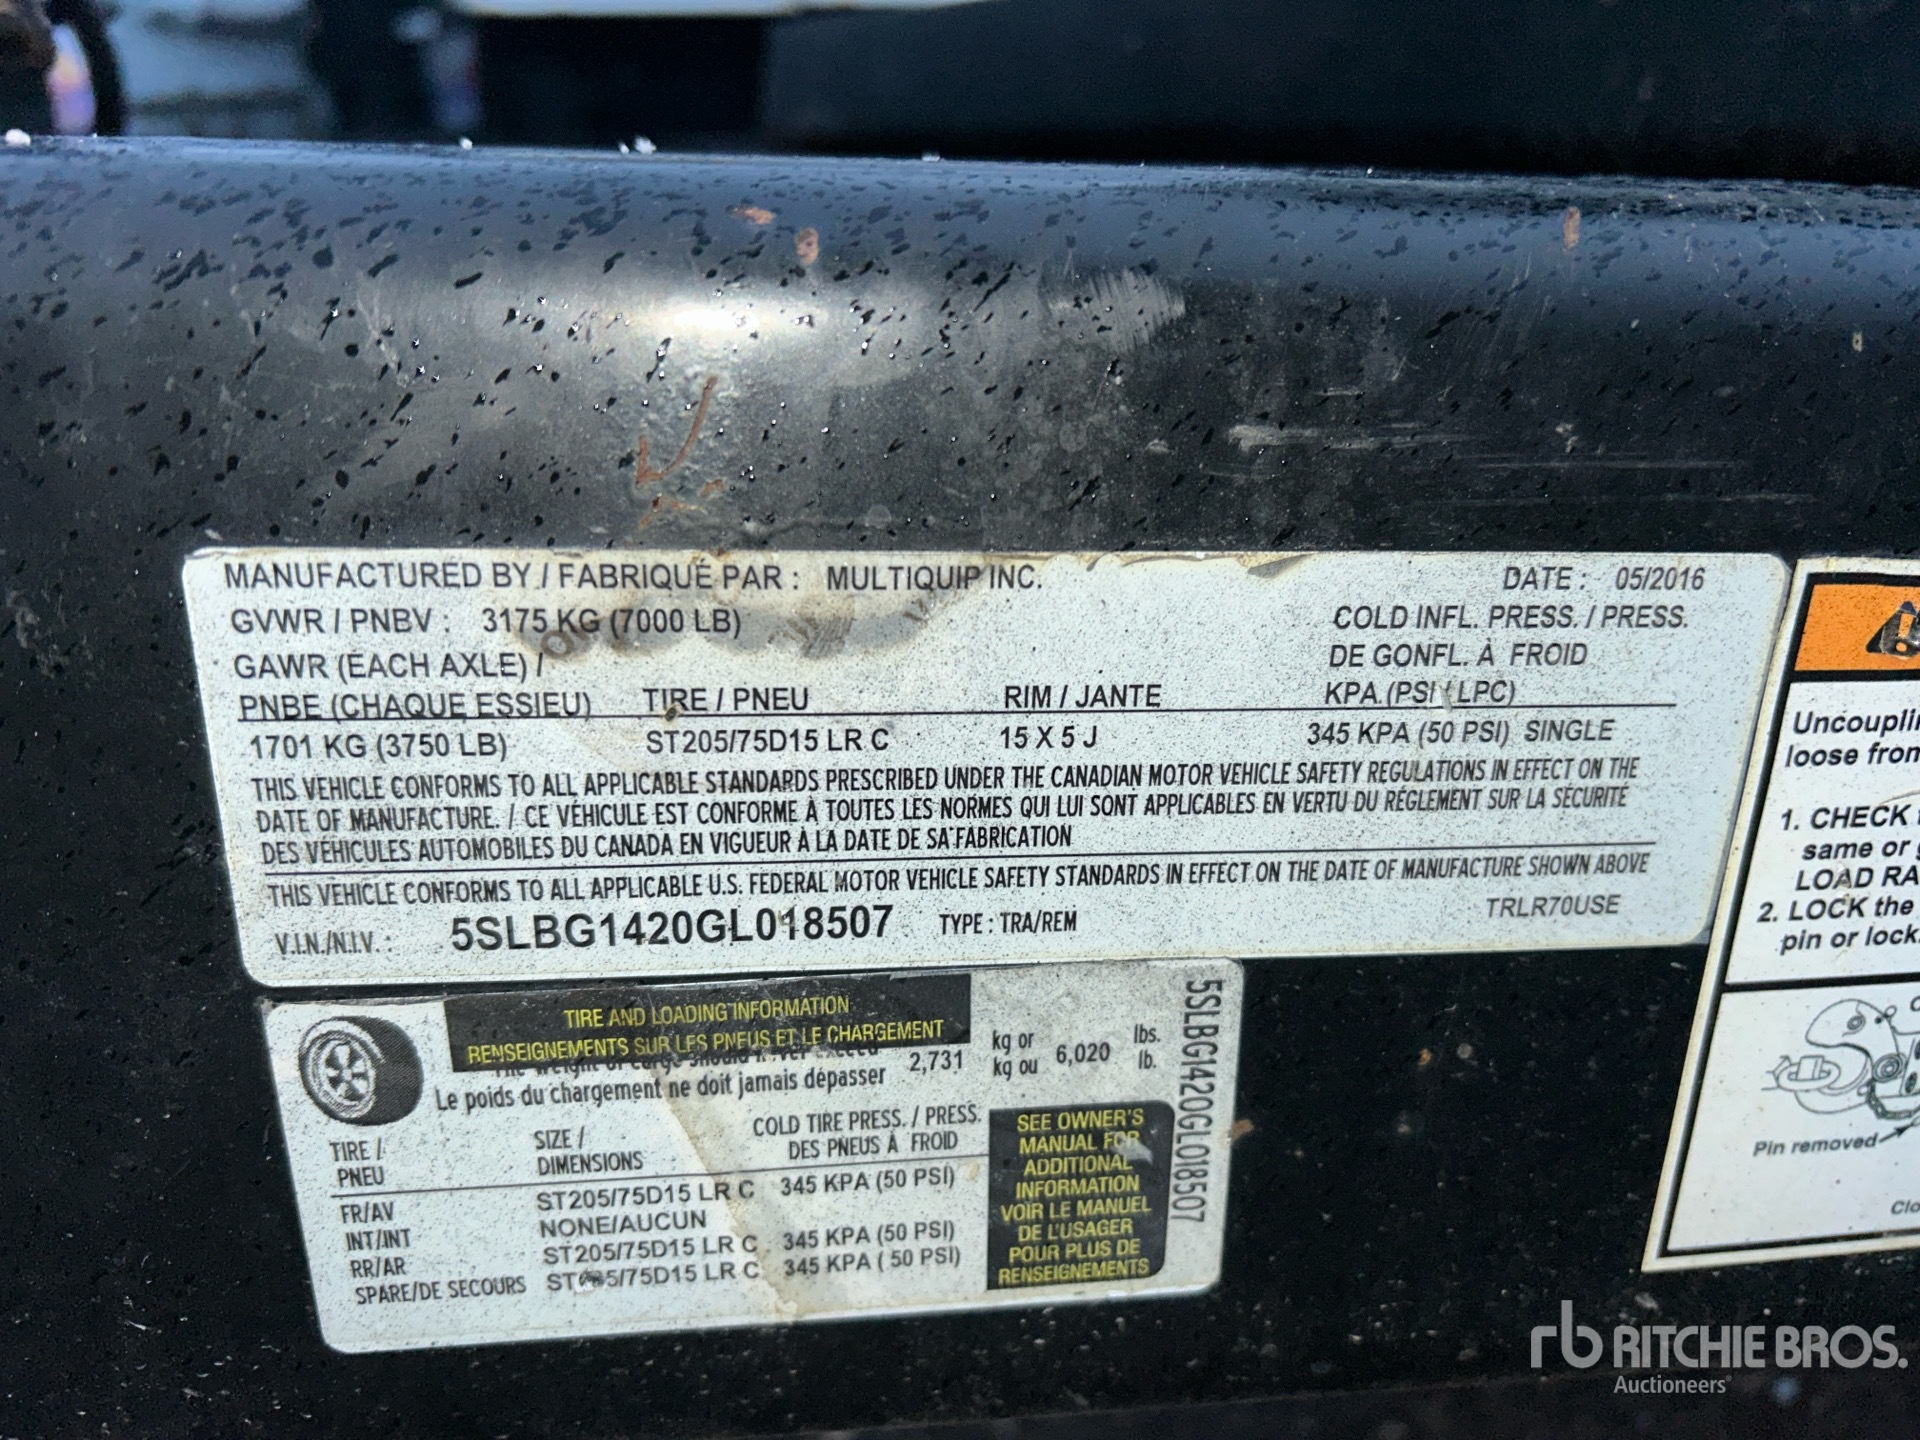 MANUFACTURED BY / FABRIQUÉ PAR : MULTIQUIP INC. DATE : 05/2016
GVWR / PNBV : 3175 KG (7000 LB) COLD INFL. PRESS. / PRESS.
GAWR (EACH AXLE) / DE GONFL. À FROID
PNBE (CHAQUE ESSIEU) TIRE / PNEU RIM / JANTE KPA (PSI / LPC)
1701 KG (3750 LB) ST205/75D15 LR C 15 X 5 J 345 KPA (50 PSI) SINGLE
THIS VEHICLE CONFORMS TO ALL APPLICABLE STANDARDS PRESCRIBED UNDER THE CANADIAN MOTOR VEHICLE SAFETY REGULATIONS IN EFFECT ON THE
DATE OF MANUFACTURE. / CE VÉHICULE EST CONFORME À TOUTES LES NORMES QUI LUI SONT APPLICABLES EN VERTU DU RÉGLEMENT SUR LA SÉCURITÉ
DES VÉHICULES AUTOMOBILES DU CANADA EN VIGUEUR À LA DATE DE SA FABRICATION
THIS VEHICLE CONFORMS TO ALL APPLICABLE U.S. FEDERAL MOTOR VEHICLE SAFETY STANDARDS IN EFFECT ON THE DATE OF MANUFACTURE SHOWN ABOVE
V.I.N./N.I.V. : 5SLBG1420GL018507 TYPE : TRA/REM TRLR70USE
TIRE AND LOADING INFORMATION
RENSEIGNEMENTS SUR LES PNEUS ET LE CHARGEMENT
The weight of cargo should never exceed kg or lbs.
Le poids du chargement ne doit jamais dépasser 2,731 kg ou 6,020 lb.
TIRE / SIZE / COLD TIRE PRESS. / PRESS.
PNEU DIMENSIONS DES PNEUS À FROID
FR/AV ST205/75D15 LR C 345 KPA (50 PSI)
INT/INT NONE/AUCUN
RR/AR ST205/75D15 LR C 345 KPA (50 PSI)
SPARE/DE SECOURS ST205/75D15 LR C 345 KPA ( 50 PSI)
SEE OWNER'S
MANUAL FOR
ADDITIONAL
INFORMATION
VOIR LE MANUEL
DE L'USAGER
POUR PLUS DE
RENSEIGNEMENTS
5SLBG1420GL018507
loose from
1. CHECK
same or
LOAD
2. LOCK the
pin or lock.
Pin removed
rb RITCHIE BROS.
Auctioneers